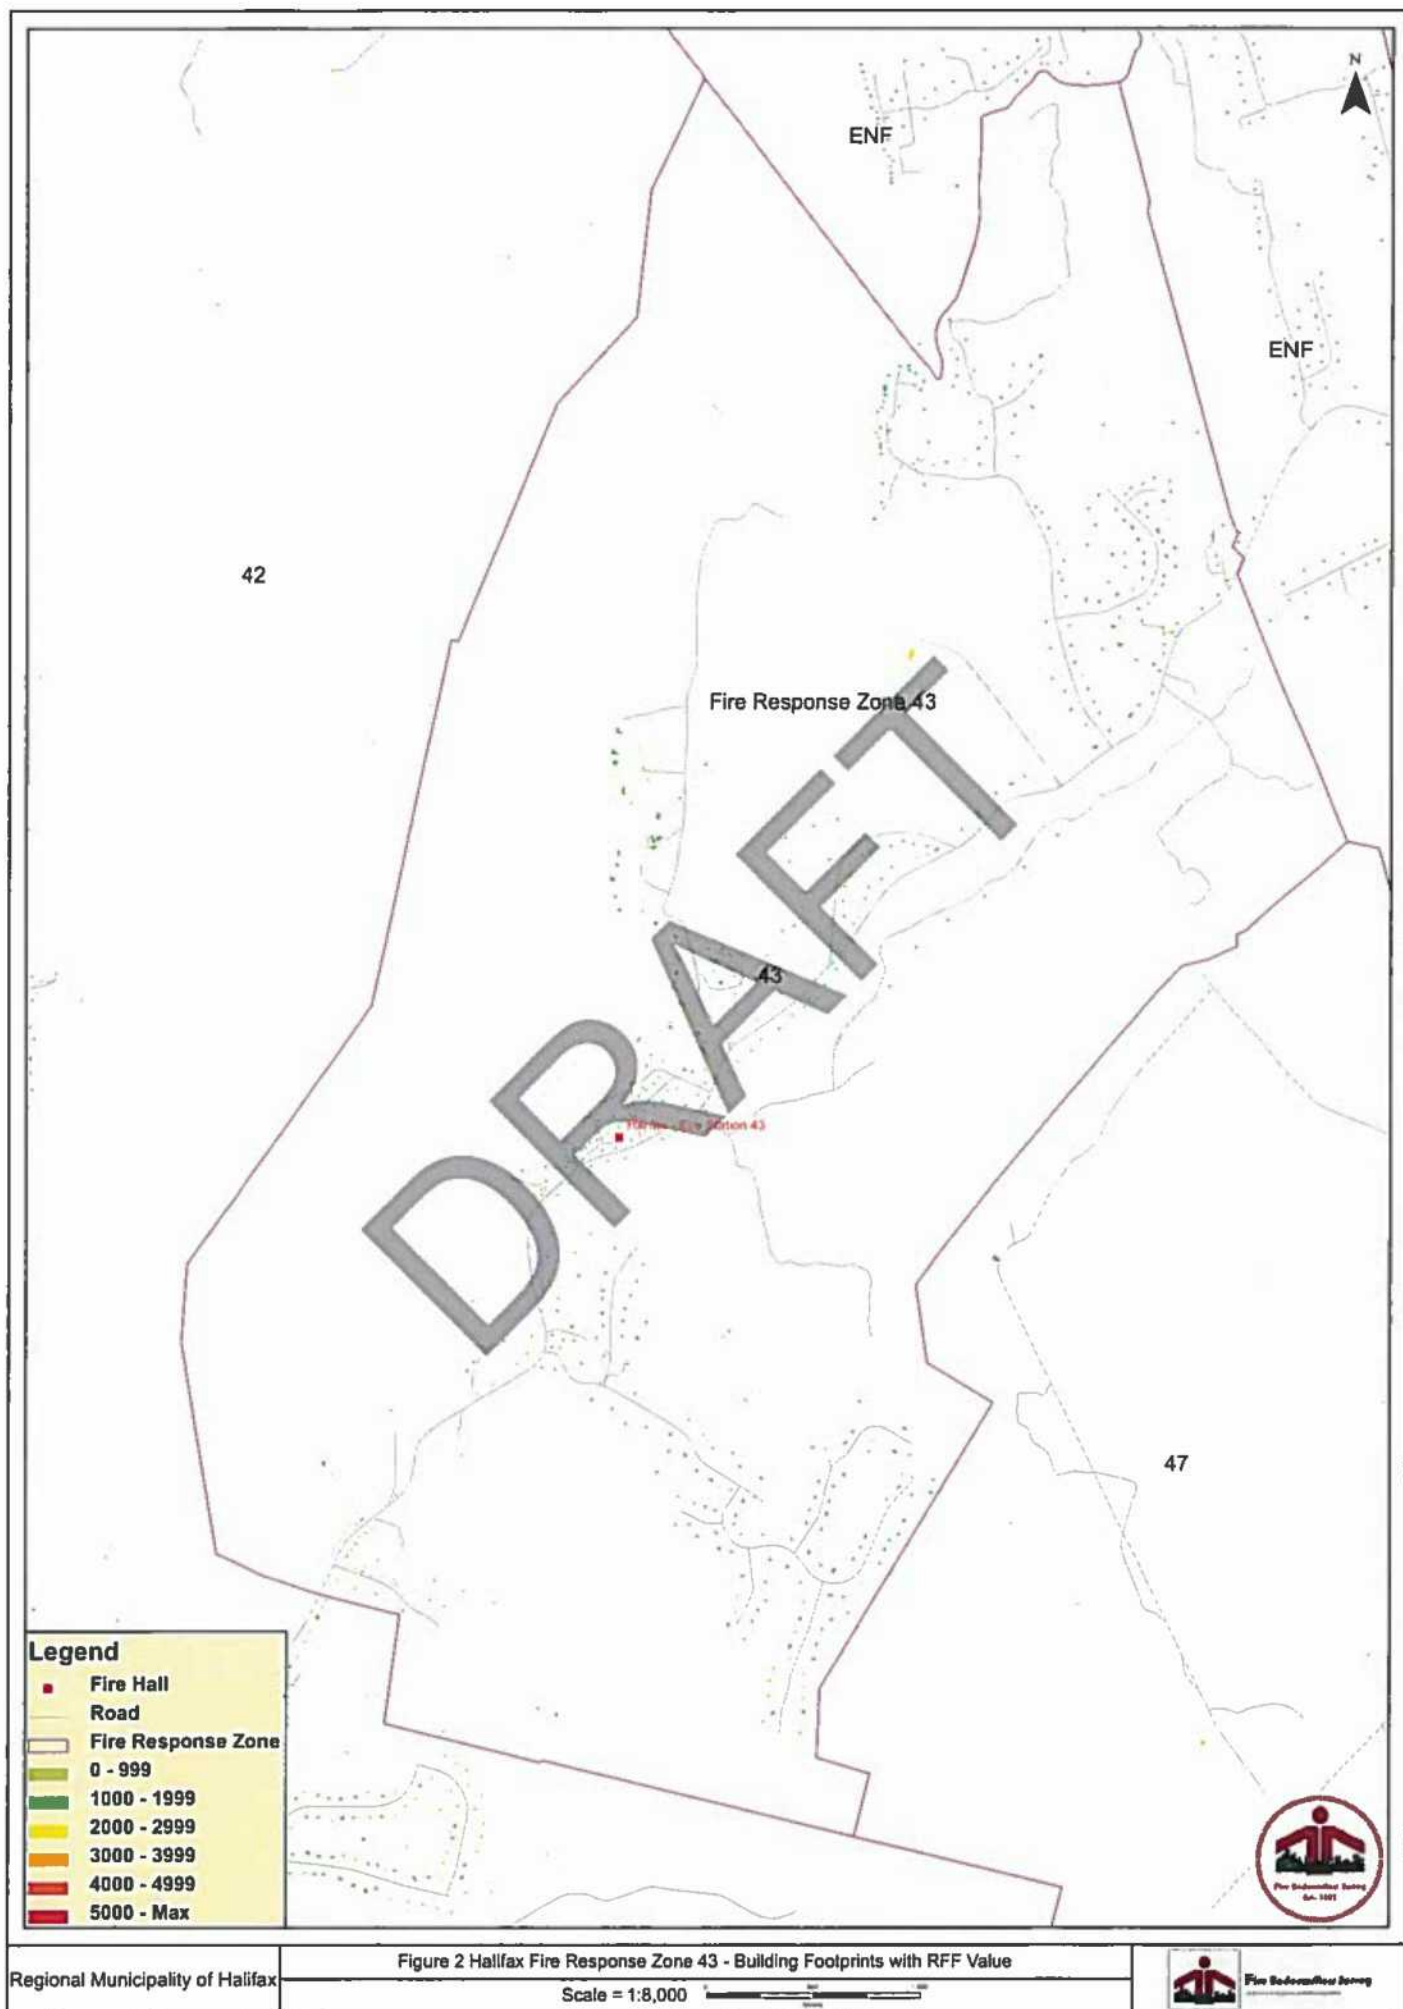 N
ENF
ENF
42
Fire Response Zone 43
43
Station 43
DRAFT
47
Legend
Fire Hall
Road
Fire Response Zone
0 - 999
1000 - 1999
2000 - 2999
3000 - 3999
4000 - 4999
5000 - Max
Regional Municipality of Halifax
Figure 2 Halifax Fire Response Zone 43 - Building Footprints with RFF Value
Scale = 1:8,000